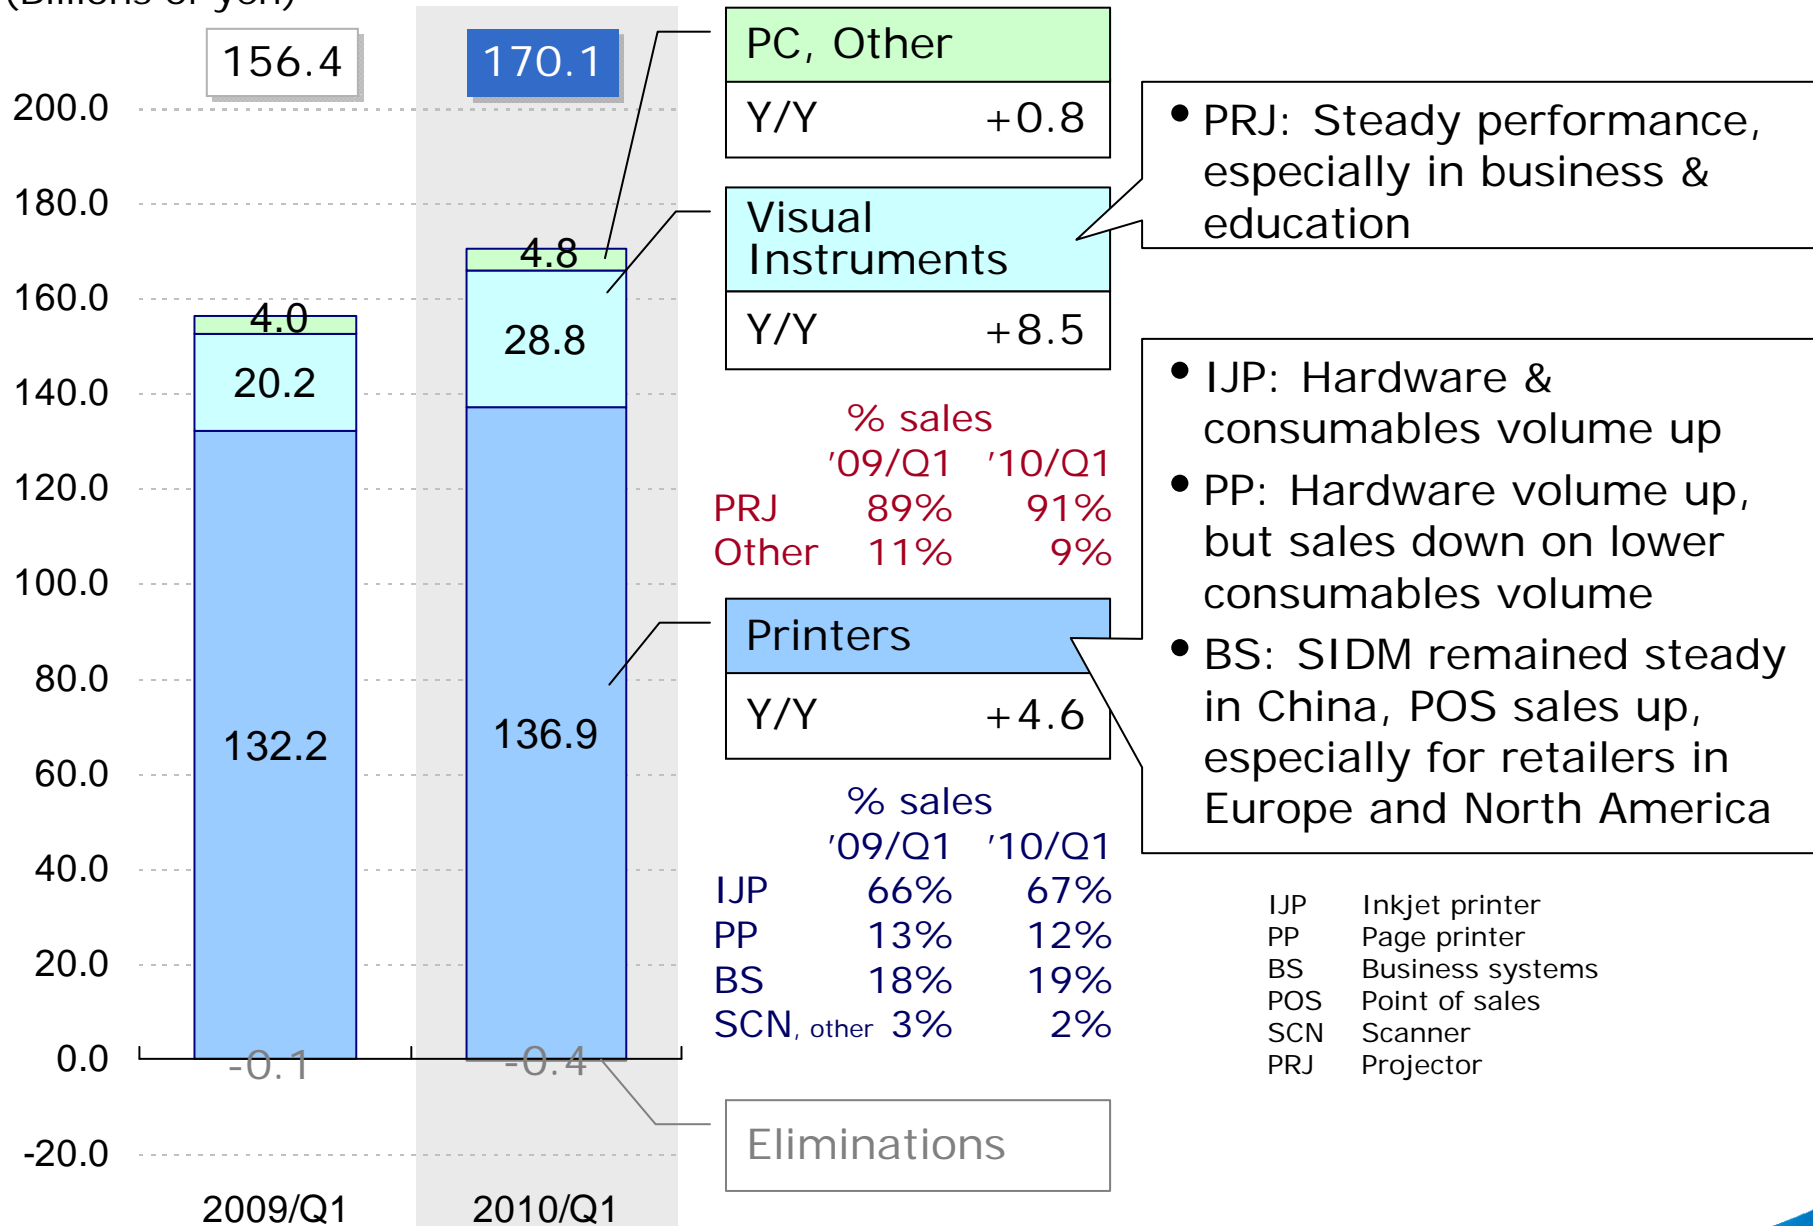 (Billions of yen)
156.4
170.1
200.0
180.0
160.0
140.0
120.0
100.0
80.0
60.0
40.0
20.0
0.0
-20.0
4.0
20.2
132.2
-0.1
4.8
28.8
136.9
-0.4
2009/Q1
2010/Q1
PC, Other
Y/Y +0.8
Visual
Instruments
Y/Y +8.5
% sales
'09/Q1 '10/Q1
PRJ 89% 91%
Other 11% 9%
Printers
Y/Y +4.6
% sales
'09/Q1 '10/Q1
IJP 66% 67%
PP 13% 12%
BS 18% 19%
SCN, other 3% 2%
Eliminations
• PRJ: Steady performance,
especially in business &
education
• IJP: Hardware &
consumables volume up
• PP: Hardware volume up,
but sales down on lower
consumables volume
• BS: SIDM remained steady
in China, POS sales up,
especially for retailers in
Europe and North America
IJP Inkjet printer
PP Page printer
BS Business systems
POS Point of sales
SCN Scanner
PRJ Projector